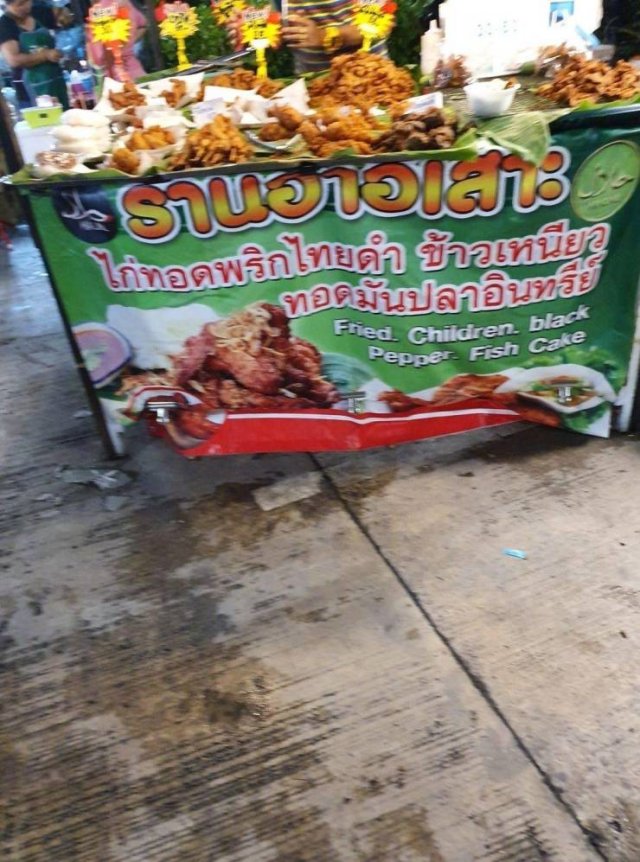 ร้านฮาอเสาะ
ไก่ทอดพริกไทยดำ ข้าวเหนียว
ทอดมันปลาอินทรีย์
Fried. Children. black
Pepper. Fish Cake